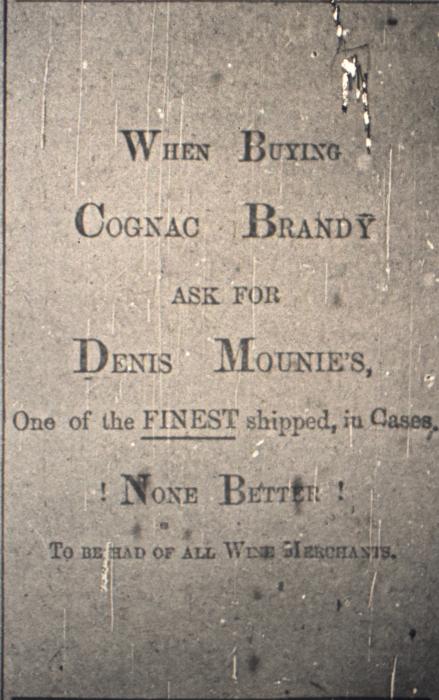 When Buying
Cognac Brandy
ASK FOR
Denis Mounie's,
One of the FINEST shipped, in Cases.
! None Better !
To be had of all Wine Merchants.